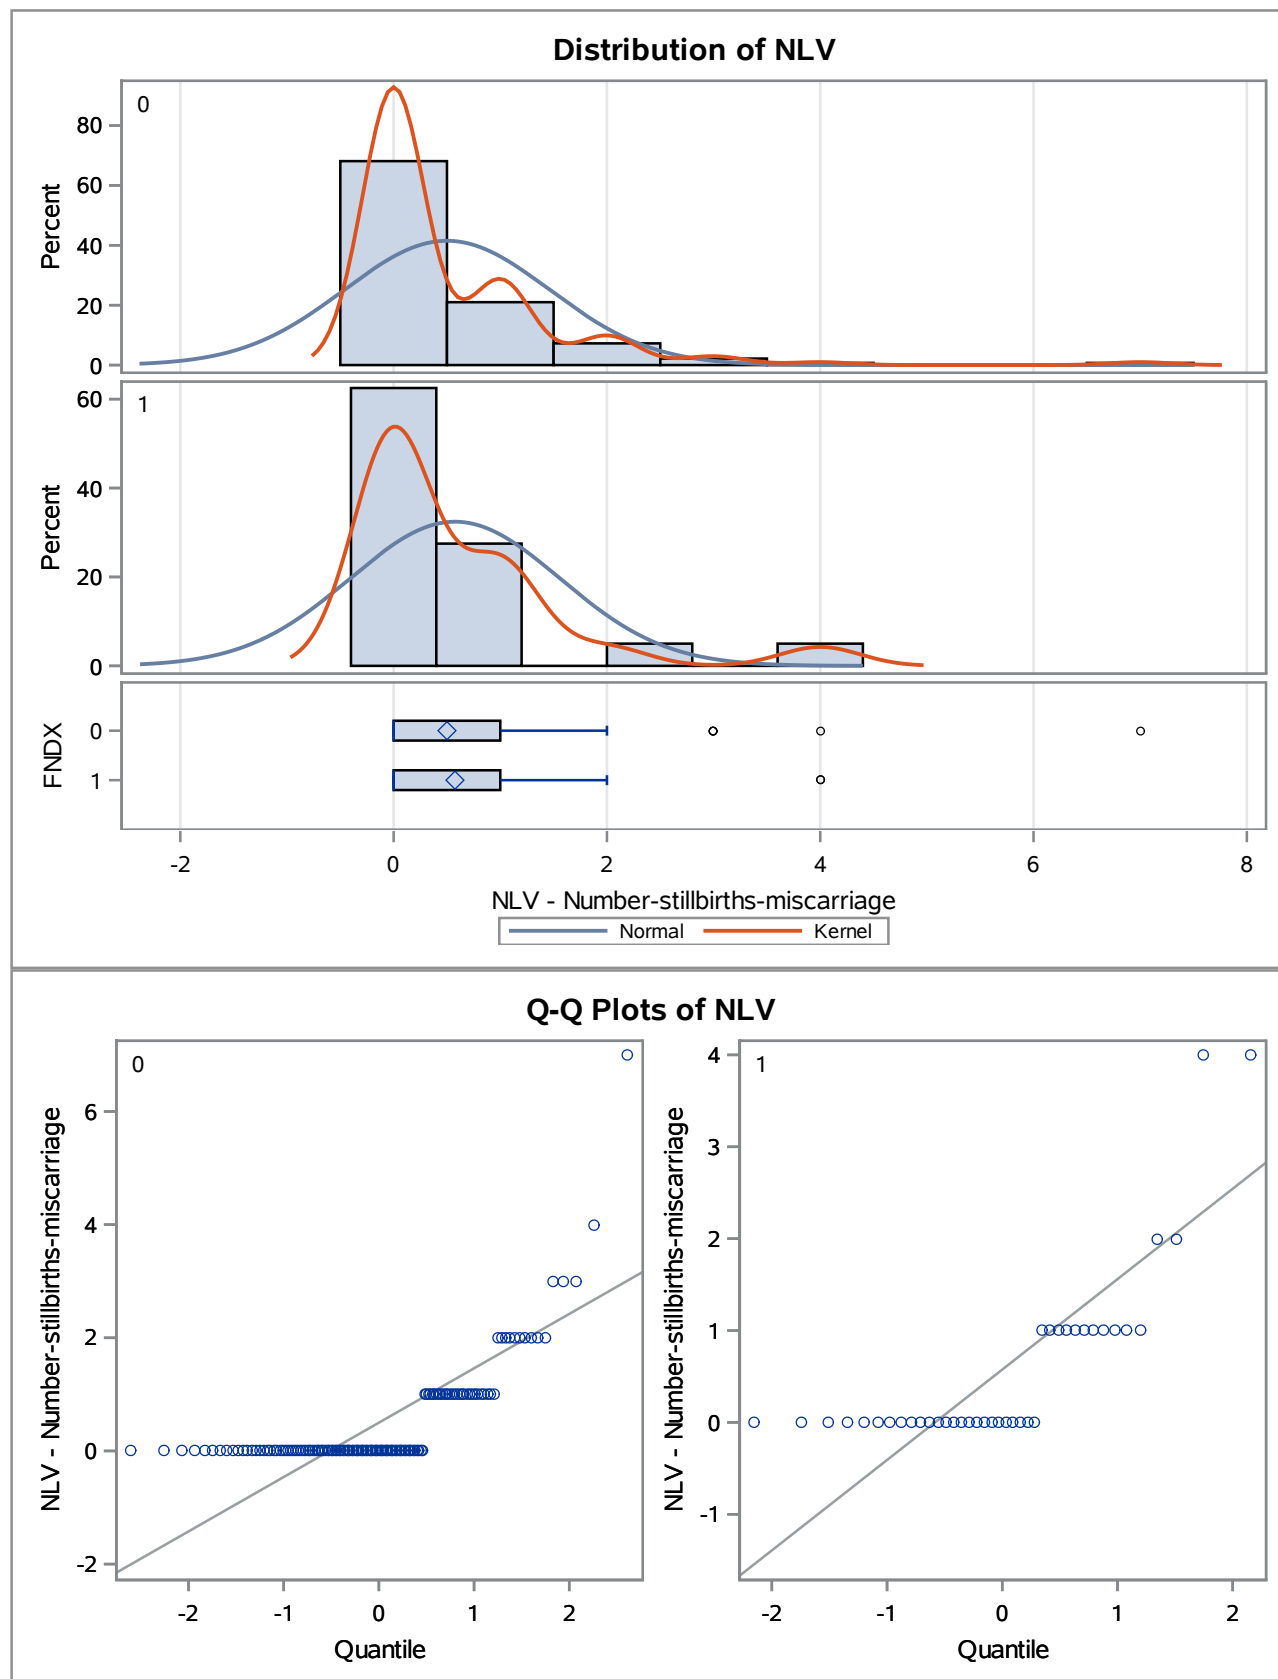 Distribution of NLV
0
Percent
80
60
40
20
0
1
Percent
60
40
20
0
FNDX
0
1
-2 0 2 4 6 8
NLV - Number-stillbirths-miscarriage
Normal Kernel
Q-Q Plots of NLV
0
NLV - Number-stillbirths-miscarriage
6
4
2
0
-2
-2 -1 0 1 2
Quantile
1
NLV - Number-stillbirths-miscarriage
4
3
2
1
0
-1
-2 -1 0 1 2
Quantile